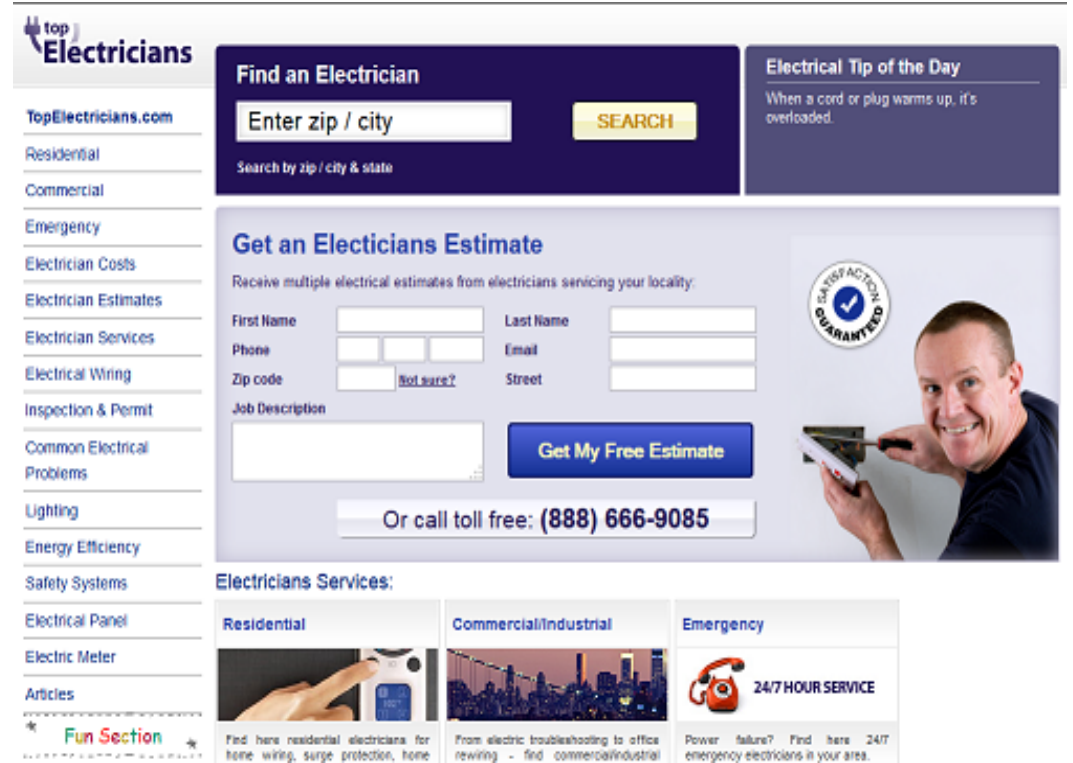 top
Electricians
TopElectricians.com
Residential
Commercial
Emergency
Electrician Costs
Electrician Estimates
Electrician Services
Electrical Wiring
Inspection & Permit
Common Electrical
Problems
Lighting
Energy Efficiency
Safety Systems
Electrical Panel
Electric Meter
Articles
Fun Section
Find an Electrician
Enter zip / city
SEARCH
Search by zip / city & state
Electrical Tip of the Day
When a cord or plug warms up, it's
overloaded.
Get an Electicians Estimate
Receive multiple electrical estimates from electricians servicing your locality:
First Name
Last Name
Phone
Email
Zip code
Not sure?
Street
Job Description
Get My Free Estimate
Or call toll free: (888) 666-9085
SATISFACTION
GUARANTEED
Electricians Services:
Residential
Find here residential electricians for
home wiring, surge protection, home
Commercial/Industrial
From electric troubleshooting to office
rewiring - find commercial/industrial
Emergency
24/7 HOUR SERVICE
Power failure? Find here 24/7
emergency electricians in your area.